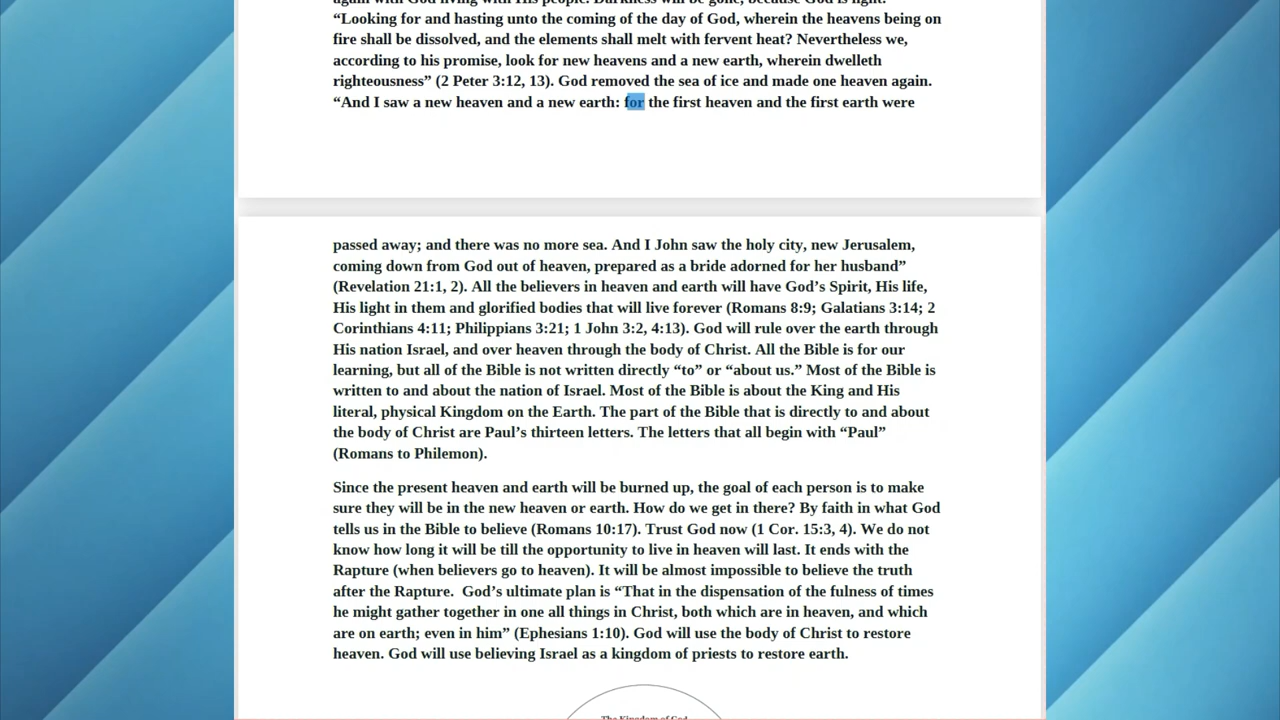 again with God living with His people. Darkness will be gone, because God is light.
“Looking for and hasting unto the coming of the day of God, wherein the heavens being on
fire shall be dissolved, and the elements shall melt with fervent heat? Nevertheless we,
according to his promise, look for new heavens and a new earth, wherein dwelleth
righteousness” (2 Peter 3:12, 13). God removed the sea of ice and made one heaven again.
“And I saw a new heaven and a new earth: for the first heaven and the first earth were
passed away; and there was no more sea. And I John saw the holy city, new Jerusalem,
coming down from God out of heaven, prepared as a bride adorned for her husband”
(Revelation 21:1, 2). All the believers in heaven and earth will have God’s Spirit, His life,
His light in them and glorified bodies that will live forever (Romans 8:9; Galatians 3:14; 2
Corinthians 4:11; Philippians 3:21; 1 John 3:2, 4:13). God will rule over the earth through
His nation Israel, and over heaven through the body of Christ. All the Bible is for our
learning, but all of the Bible is not written directly “to” or “about us.” Most of the Bible is
written to and about the nation of Israel. Most of the Bible is about the King and His
literal, physical Kingdom on the Earth. The part of the Bible that is directly to and about
the body of Christ are Paul’s thirteen letters. The letters that all begin with “Paul”
(Romans to Philemon).
Since the present heaven and earth will be burned up, the goal of each person is to make
sure they will be in the new heaven or earth. How do we get in there? By faith in what God
tells us in the Bible to believe (Romans 10:17). Trust God now (1 Cor. 15:3, 4). We do not
know how long it will be till the opportunity to live in heaven will last. It ends with the
Rapture (when believers go to heaven). It will be almost impossible to believe the truth
after the Rapture.  God’s ultimate plan is “That in the dispensation of the fulness of times
he might gather together in one all things in Christ, both which are in heaven, and which
are on earth; even in him” (Ephesians 1:10). God will use the body of Christ to restore
heaven. God will use believing Israel as a kingdom of priests to restore earth.
The Kingdom of God